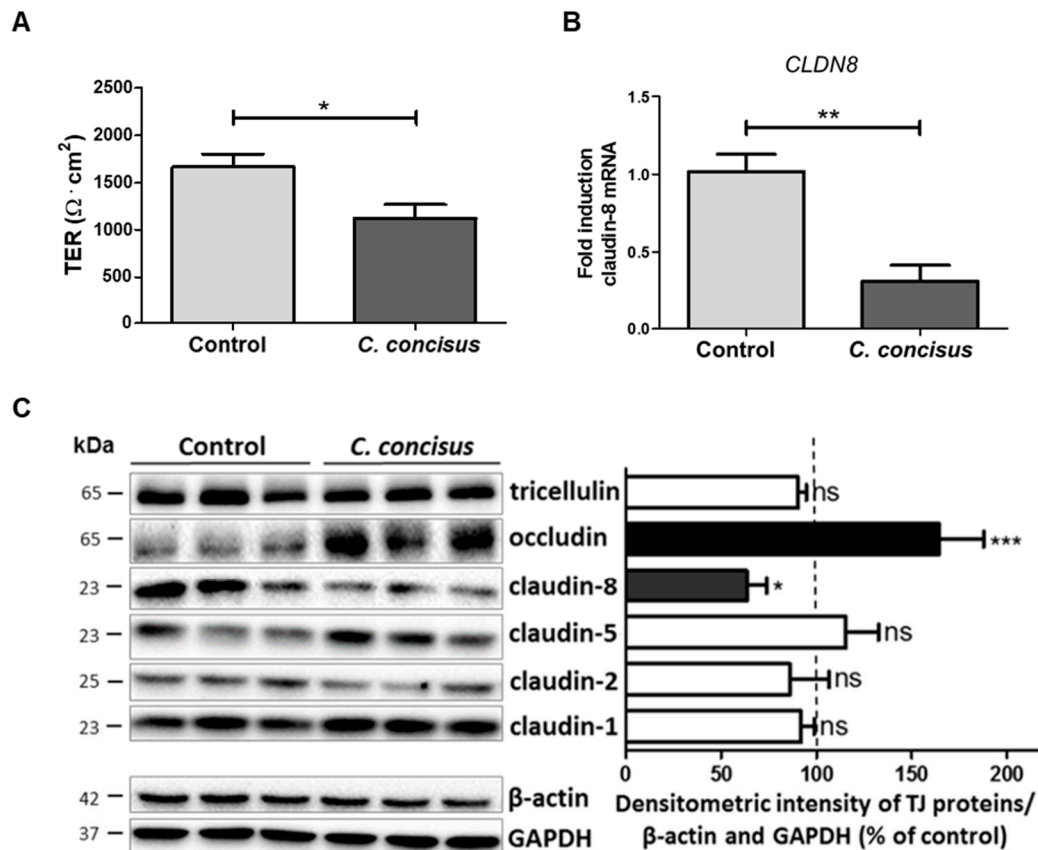 A
TER (Ω · cm²)
2500
2000
1500
1000
500
0
*
Control
C. concisus
B
CLDN8
Fold induction
claudin-8 mRNA
1.5
1.0
0.5
0.0
**
Control
C. concisus
C
kDa
Control
C. concisus
65
tricellulin
ns
65
occludin
***
23
claudin-8
*
23
claudin-5
ns
25
claudin-2
ns
23
claudin-1
ns
0 50 100 150 200
42
β-actin
37
GAPDH
Densitometric intensity of TJ proteins/
β-actin and GAPDH (% of control)